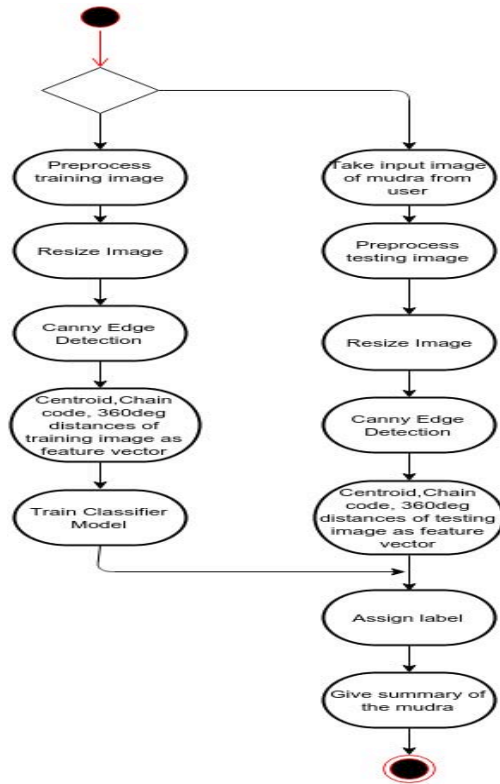 Preprocess
training image
Resize Image
Canny Edge
Detection
Centroid,Chain
code, 360deg
distances of
training image as
feature vector
Train Classifier
Model
Take input image
of mudra from
user
Preprocess
testing image
Resize Image
Canny Edge
Detection
Centroid,Chain
code, 360deg
distances of testing
image as feature
vector
Assign label
Give summary of
the mudra